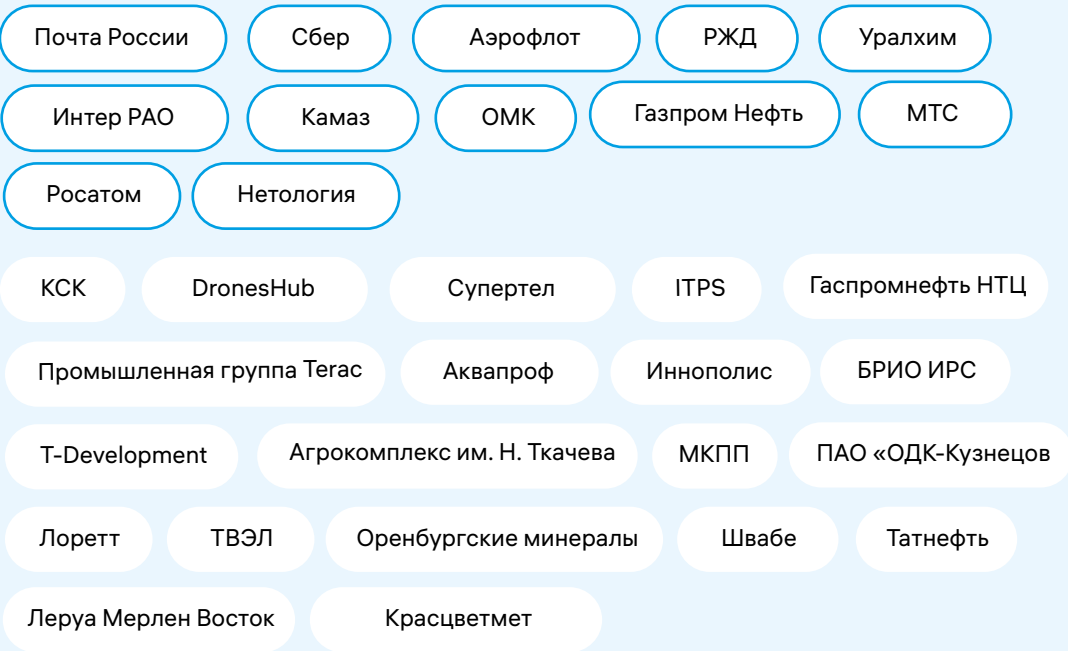 Почта России Сбер Аэрофлот РЖД Уралхим
Интер РАО Камаз ОМК Газпром Нефть МТС
Росатом Нетология
КСК DronesHub Супертел ITPS Гаспромнефть НТЦ
Промышленная группа Terac Аквапроф Иннополис БРИО ИРС
T-Development Агрокомплекс им. Н. Ткачева МКПП ПАО «ОДК-Кузнецов
Лоретт ТВЭЛ Оренбургские минералы Швабе Татнефть
Леруа Мерлен Восток Красцветмет